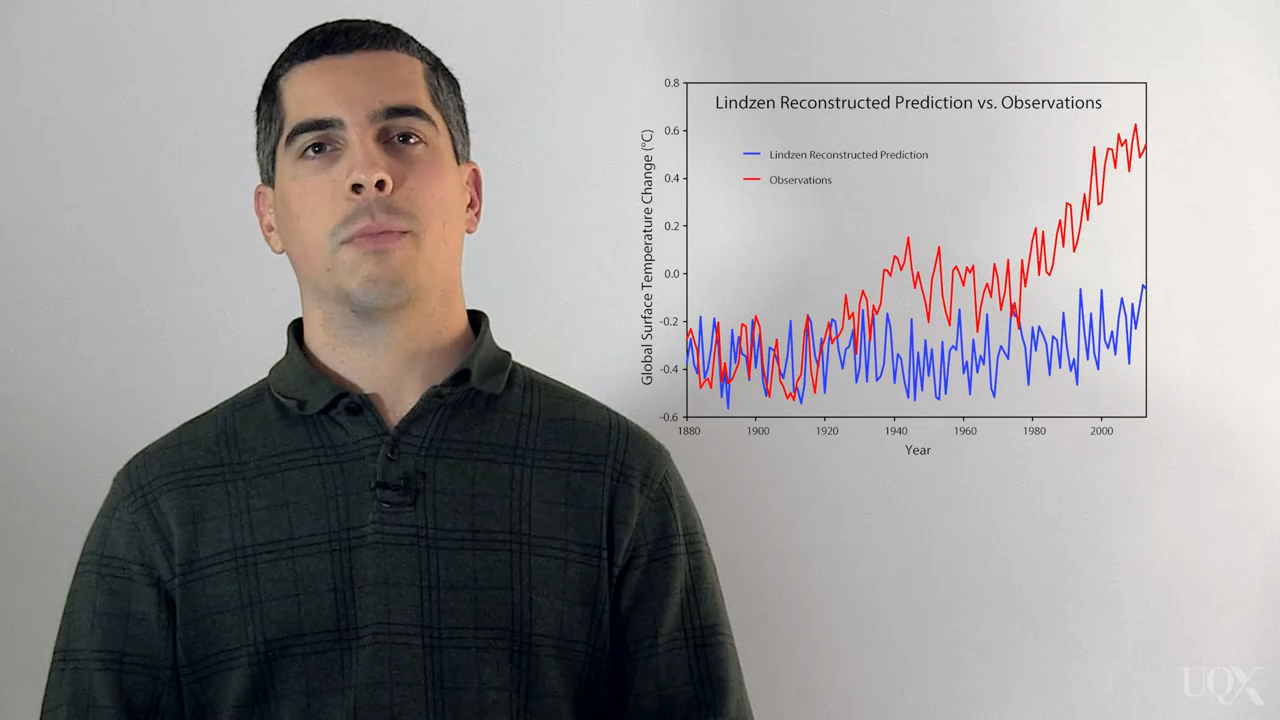 Lindzen Reconstructed Prediction vs. Observations
Lindzen Reconstructed Prediction
Observations
Global Surface Temperature Change (°C)
0.8
0.6
0.4
0.2
0.0
-0.2
-0.4
-0.6
1880 1900 1920 1940 1960 1980 2000
Year
UQX